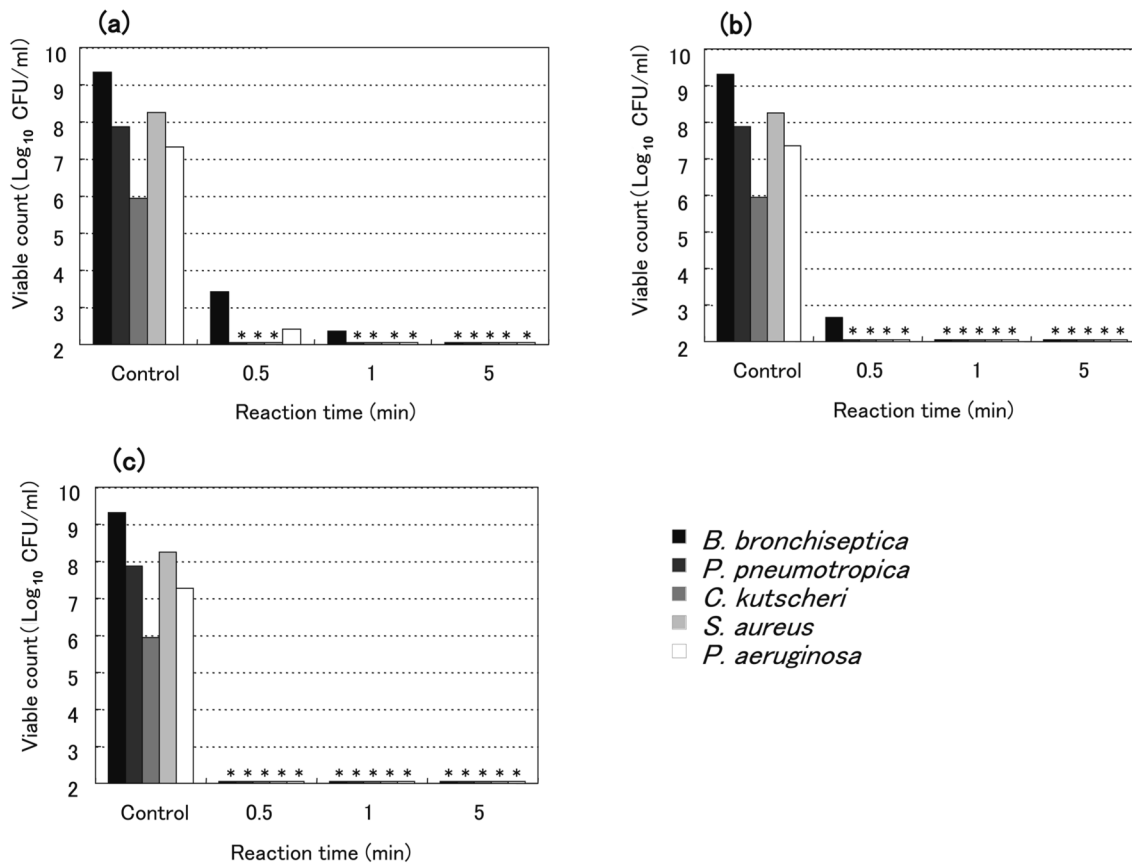 (a)
Viable count(Log10 CFU/ml)
10
9
8
7
6
5
4
3
2
* * * * * * * * * * * *
Control 0.5 1 5
Reaction time (min)
(b)
Viable count(Log10 CFU/ml)
10
9
8
7
6
5
4
3
2
* * * * * * * * * * * * * *
Control 0.5 1 5
Reaction time (min)
(c)
Viable count(Log10 CFU/ml)
10
9
8
7
6
5
4
3
2
* * * * * * * * * * * * * * *
Control 0.5 1 5
Reaction time (min)
B. bronchiseptica
P. pneumotropica
C. kutscheri
S. aureus
P. aeruginosa